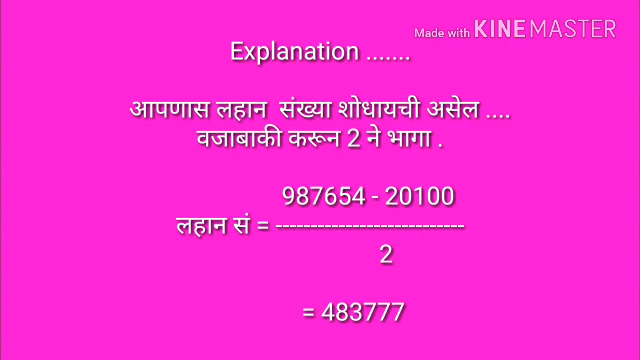 Made with KINEMASTER
Explanation .......
आपणास लहान संख्या शोधायची असेल ....
वजाबाकी करून 2 ने भागा .
987654 - 20100
लहान सं = ---------------------------
2
= 483777